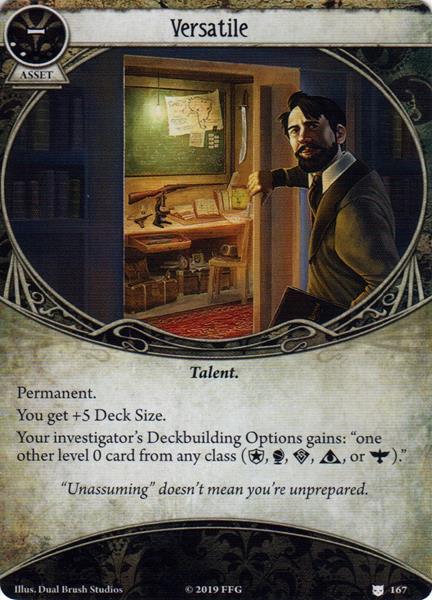 Versatile
ASSET
Talent.
Permanent.
You get +5 Deck Size.
Your investigator's Deckbuilding Options gains: “one
other level 0 card from any class (, , , , or ).”
“Unassuming” doesn't mean you're unprepared.
Illus. Dual Brush Studios
© 2019 FFG
167